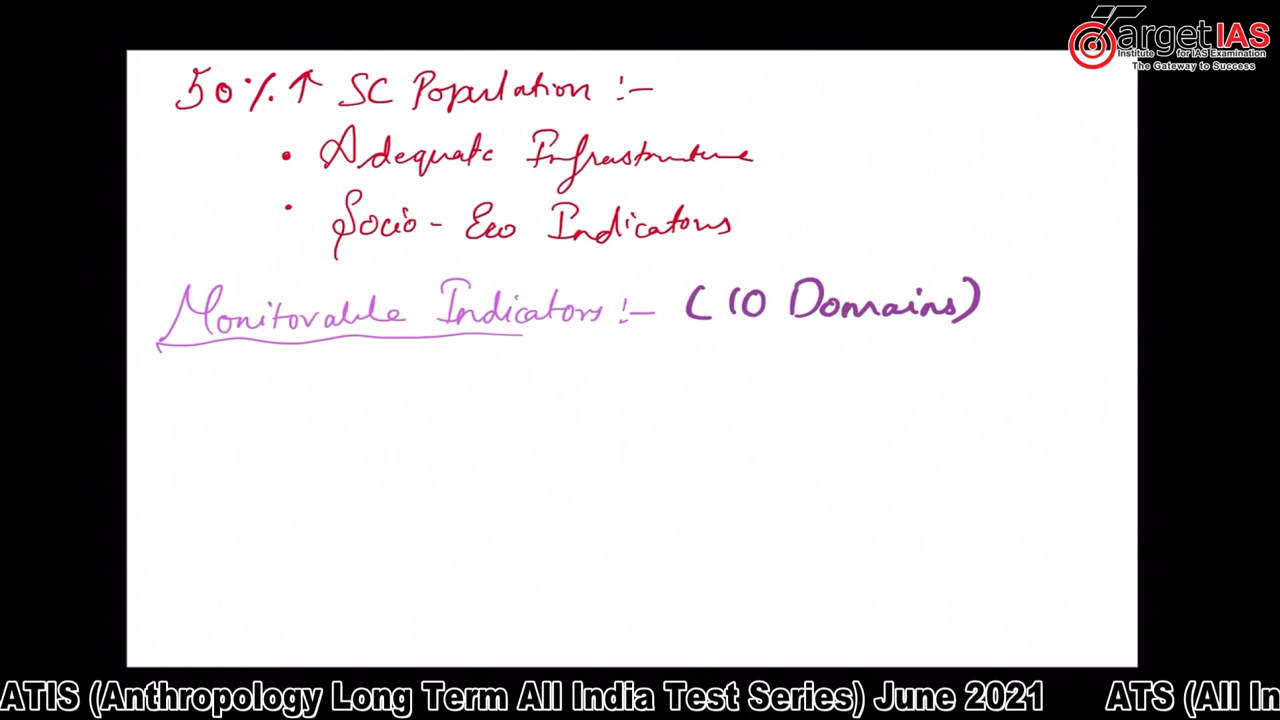 Target IAS
Institute for IAS Examination
The Gateway to Success
50% ↑ SC Population :-
• Adequate Infrastructure
• Socio - Eco Indicators
Monitorable Indicators :- (10 Domains)
ATIS (Anthropology Long Term All India Test Series) June 2021 ATS (All In